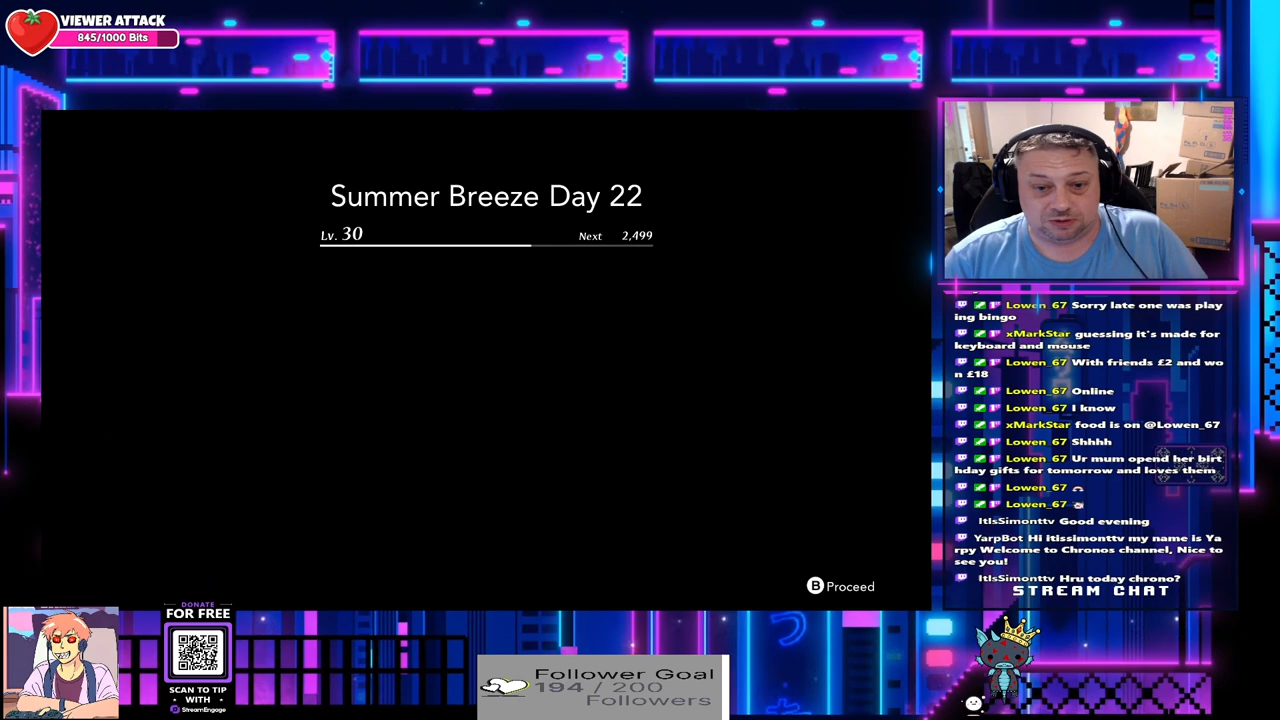 VIEWER ATTACK
845/1000 Bits
Summer Breeze Day 22
Lv. 30
Next 2,499
B Proceed
Lowen_67 Sorry late one was play
ing bingo
xMarkStar guessing it's made for
keyboard and mouse
Lowen_67 With friends £2 and wo
n £18
Lowen_67 Online
Lowen_67 I know
xMarkStar food is on @Lowen_67
Lowen_67 Shhhh
Lowen_67 Ur mum opend her birt
hday gifts for tomorrow and loves them
Lowen_67
Lowen_67
ItIsSimonttv Good evening
YarpBot Hi itissimonttv my name is Ya
rpy Welcome to Chronos channel, Nice to
see you!
ItIsSimonttv Hru today chrono?
STREAM CHAT
DONATE
FOR FREE
SCAN TO TIP
WITH
StreamEngage
Follower Goal
194 / 200
Followers
つ